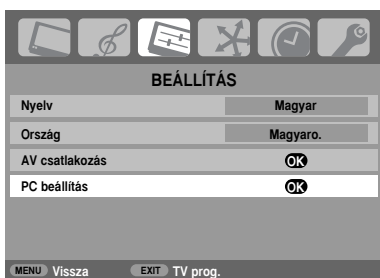 BEÁLLÍTÁS
Nyelv Magyar
Ország Magyaro.
AV csatlakozás OK
PC beállítás OK
MENU Vissza EXIT TV prog.